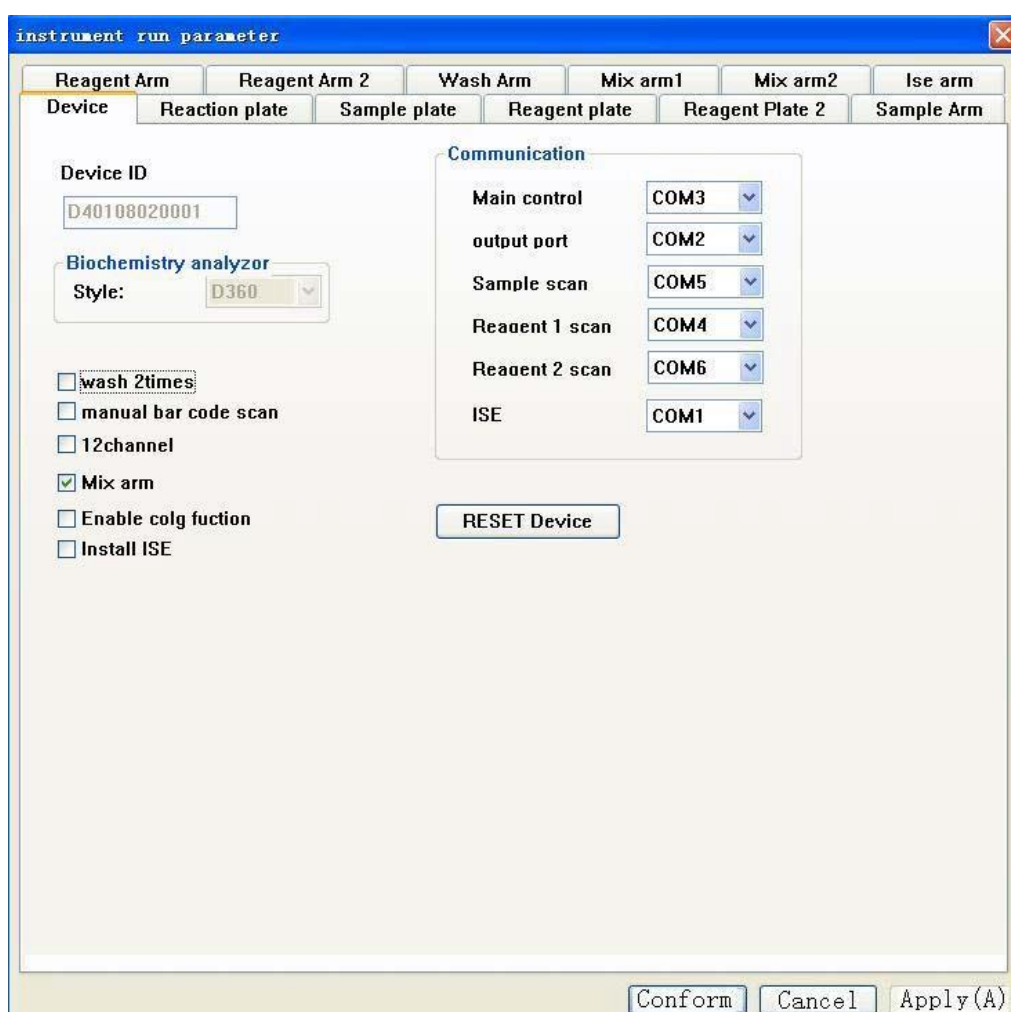 instrument run parameter
Reagent Arm Reagent Arm 2 Wash Arm Mix arm1 Mix arm2 Ise arm
Device Reaction plate Sample plate Reagent plate Reagent Plate 2 Sample Arm
Device ID
D40108020001
Biochemistry analyzor
Style: D360
wash 2times
manual bar code scan
12channel
Mix arm
Enable colg fuction
Install ISE
Communication
Main control COM3
output port COM2
Sample scan COM5
Reagent 1 scan COM4
Reagent 2 scan COM6
ISE COM1
RESET Device
Conform Cancel Apply(A)